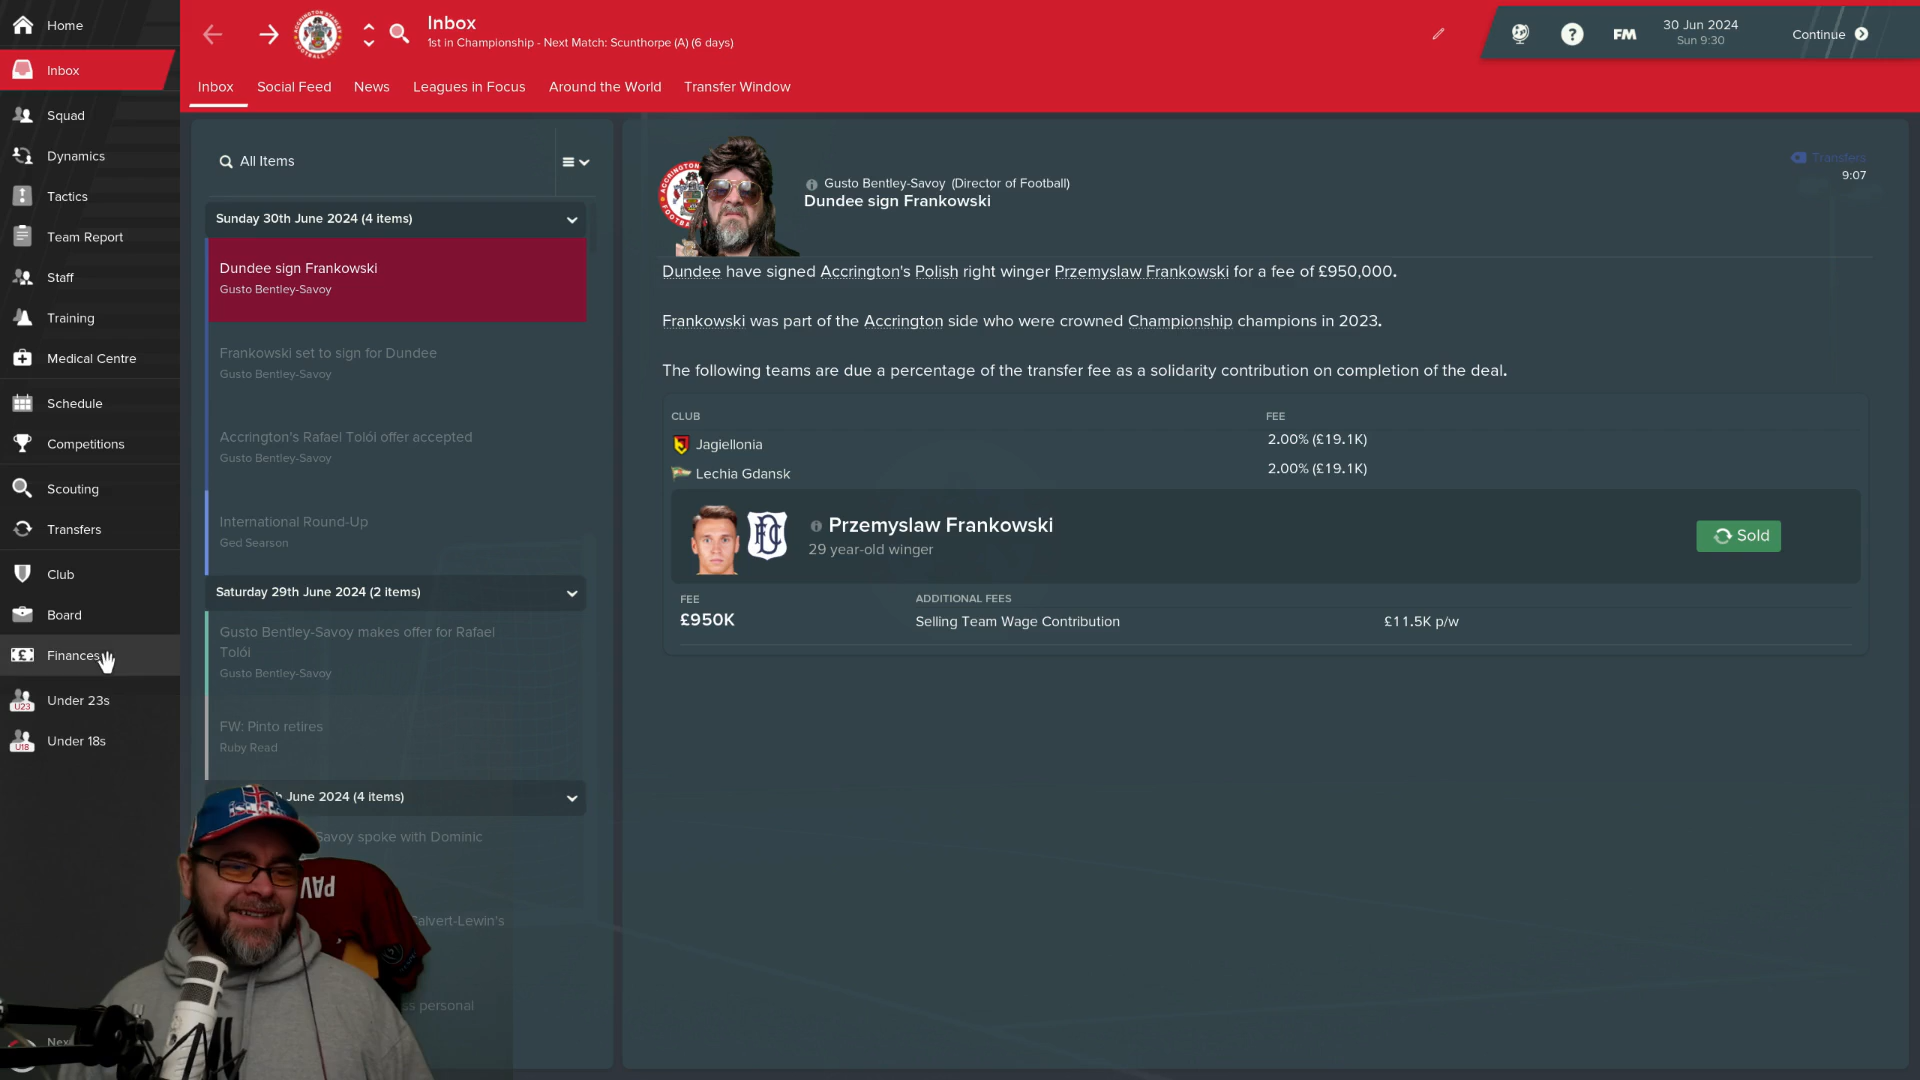 Home
Inbox
Squad
Dynamics
Tactics
Team Report
Staff
Training
Medical Centre
Schedule
Competitions
Scouting
Transfers
Club
Board
Finances
Under 23s
Under 18s
U23
U18
Inbox
1st in Championship - Next Match: Scunthorpe (A) (6 days)
FM
30 Jun 2024
Sun 9:30
Continue
Inbox Social Feed News Leagues in Focus Around the World Transfer Window
All Items
Sunday 30th June 2024 (4 items)
Dundee sign Frankowski
Gusto Bentley-Savoy
Frankowski set to sign for Dundee
Gusto Bentley-Savoy
Accrington's Rafael Tolói offer accepted
Gusto Bentley-Savoy
International Round-Up
Ged Searson
Saturday 29th June 2024 (2 items)
Gusto Bentley-Savoy makes offer for Rafael
Tolói
Gusto Bentley-Savoy
FW: Pinto retires
Ruby Read
June 2024 (4 items)
Savoy spoke with Dominic
Calvert-Lewin's
personal
PAV
Gusto Bentley-Savoy (Director of Football)
Dundee sign Frankowski
Transfers
9:07
Dundee have signed Accrington's Polish right winger Przemyslaw Frankowski for a fee of £950,000.
Frankowski was part of the Accrington side who were crowned Championship champions in 2023.
The following teams are due a percentage of the transfer fee as a solidarity contribution on completion of the deal.
CLUB FEE
Jagiellonia 2.00% (£19.1K)
Lechia Gdansk 2.00% (£19.1K)
Przemyslaw Frankowski
29 year-old winger
Sold
FEE ADDITIONAL FEES
£950K Selling Team Wage Contribution £11.5K p/w